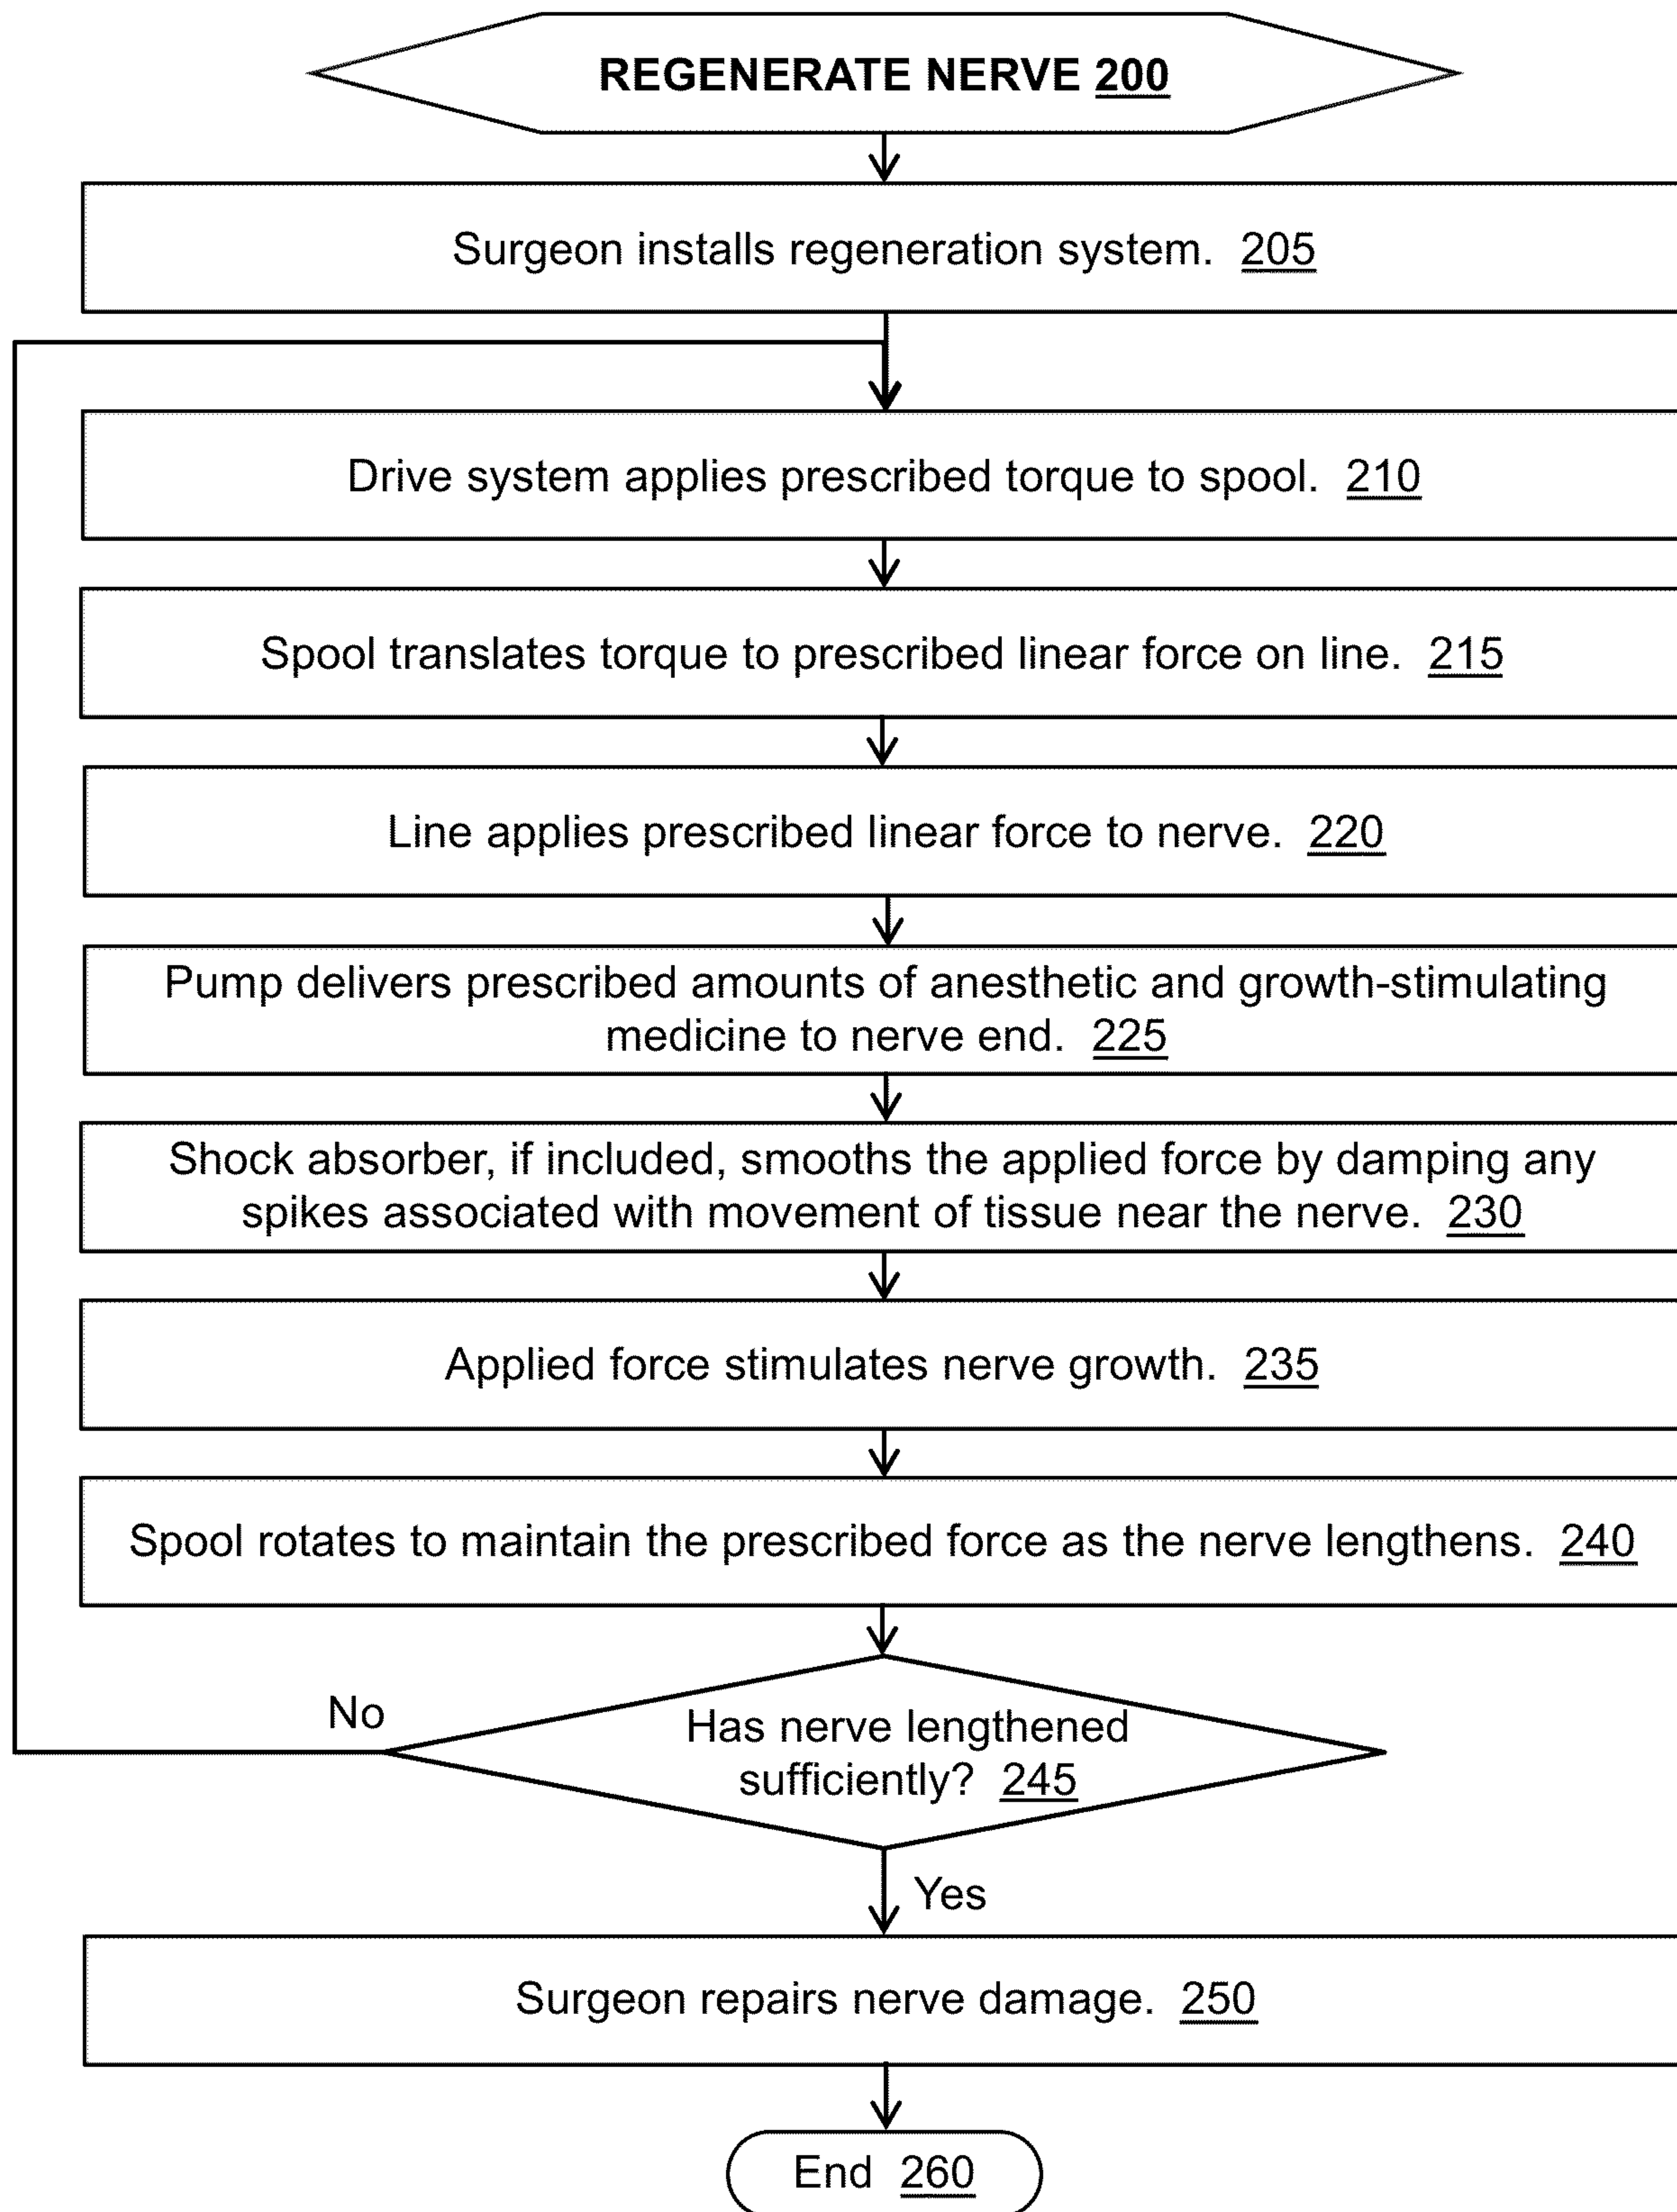 REGENERATE NERVE 200
Surgeon installs regeneration system. 205
Drive system applies prescribed torque to spool. 210
Spool translates torque to prescribed linear force on line. 215
Line applies prescribed linear force to nerve. 220
Pump delivers prescribed amounts of anesthetic and growth-stimulating
medicine to nerve end. 225
Shock absorber, if included, smooths the applied force by damping any
spikes associated with movement of tissue near the nerve. 230
Applied force stimulates nerve growth. 235
Spool rotates to maintain the prescribed force as the nerve lengthens. 240
No
Has nerve lengthened
sufficiently? 245
Yes
Surgeon repairs nerve damage. 250
End 260